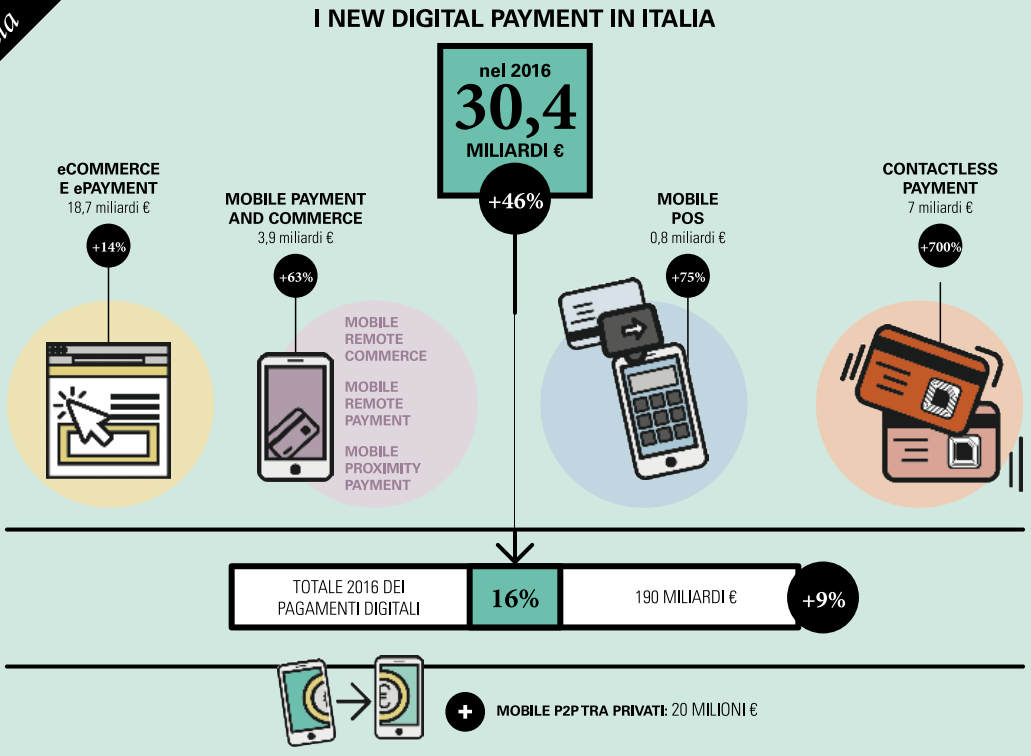 I NEW DIGITAL PAYMENT IN ITALIA
nel 2016
30,4
MILIARDI €
+46%
eCOMMERCE
E ePAYMENT
18,7 miliardi €
+14%
MOBILE PAYMENT
AND COMMERCE
3,9 miliardi €
+63%
MOBILE
REMOTE
COMMERCE
MOBILE
REMOTE
PAYMENT
MOBILE
PROXIMITY
PAYMENT
MOBILE
POS
0,8 miliardi €
+75%
CONTACTLESS
PAYMENT
7 miliardi €
+700%
TOTALE 2016 DEI
PAGAMENTI DIGITALI
16%
190 MILIARDI €
+9%
€
+ MOBILE P2P TRA PRIVATI: 20 MILIONI €